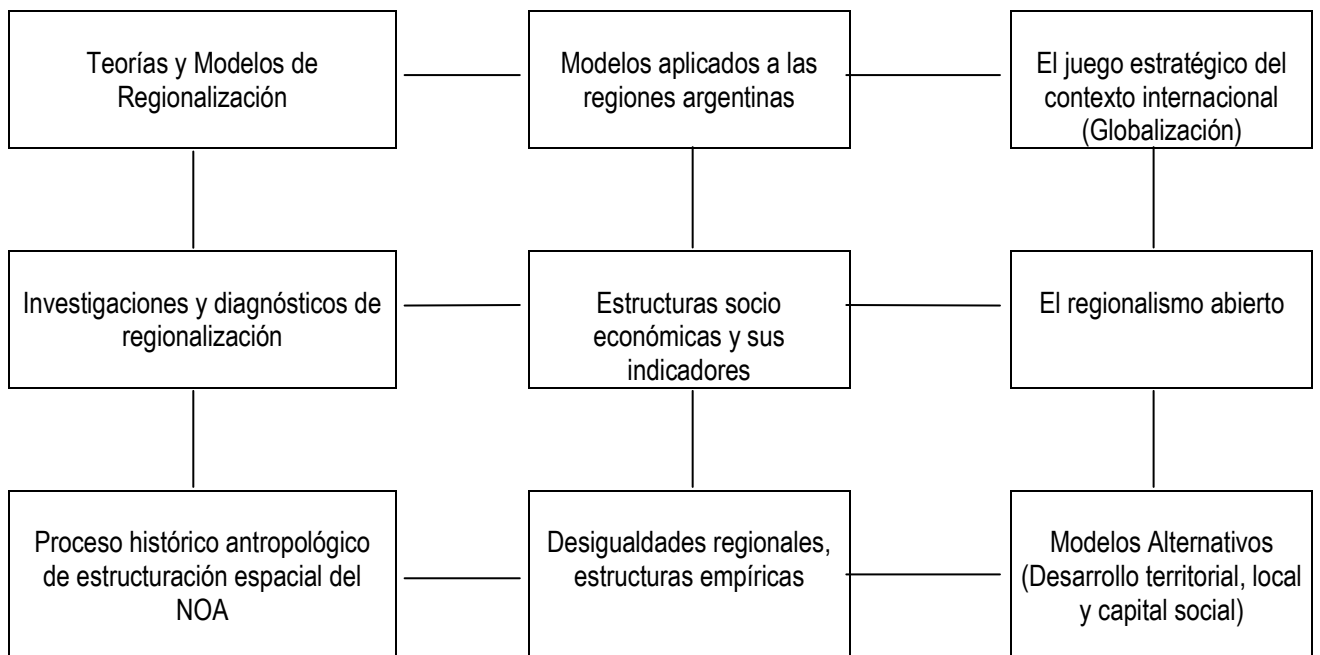 Teorías y Modelos de
Regionalización
Modelos aplicados a las
regiones argentinas
El juego estratégico del
contexto internacional
(Globalización)
Investigaciones y diagnósticos de
regionalización
Estructuras socio
económicas y sus
indicadores
El regionalismo abierto
Proceso histórico antropológico
de estructuración espacial del
NOA
Desigualdades regionales,
estructuras empíricas
Modelos Alternativos
(Desarrollo territorial, local
y capital social)